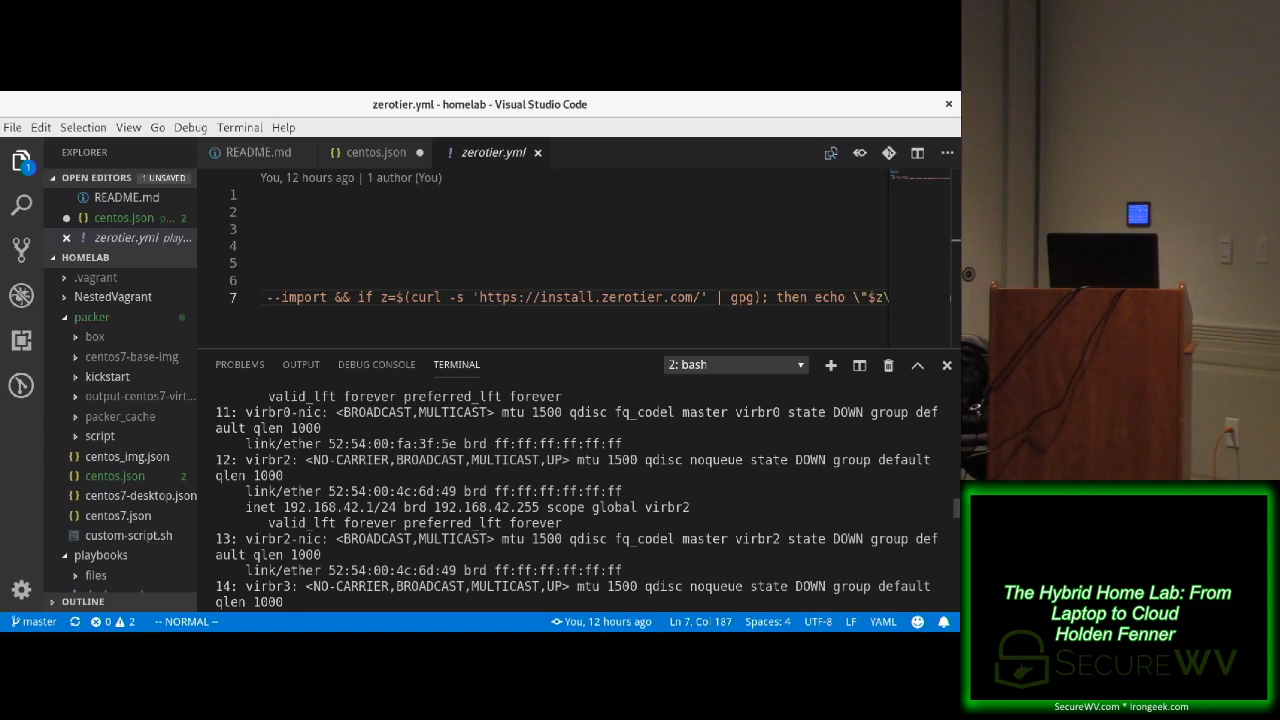 zerotier.yml - homelab - Visual Studio Code
File Edit Selection View Go Debug Terminal Help
EXPLORER
README.md
centos.json
zerotier.yml
OPEN EDITORS 1 UNSAVED
README.md
centos.json p... 2
zerotier.yml play...
HOMELAB
.vagrant
NestedVagrant
packer
box
centos7-base-img
kickstart
output-centos7-virt...
packer_cache
script
centos_img.json
centos.json 2
centos7-desktop.json
centos7.json
custom-script.sh
playbooks
files
OUTLINE
1
You, 12 hours ago | 1 author (You)
1
2
3
4
5
6
7 --import && if z=$(curl -s 'https://install.zerotier.com/' | gpg); then echo \"$z\
PROBLEMS OUTPUT DEBUG CONSOLE TERMINAL 2: bash
valid_lft forever preferred_lft forever
11: virbr0-nic: <BROADCAST,MULTICAST> mtu 1500 qdisc fq_codel master virbr0 state DOWN group def
ault qlen 1000
link/ether 52:54:00:fa:3f:5e brd ff:ff:ff:ff:ff:ff
12: virbr2: <NO-CARRIER,BROADCAST,MULTICAST,UP> mtu 1500 qdisc noqueue state DOWN group default
qlen 1000
link/ether 52:54:00:4c:6d:49 brd ff:ff:ff:ff:ff:ff
inet 192.168.42.1/24 brd 192.168.42.255 scope global virbr2
valid_lft forever preferred_lft forever
13: virbr2-nic: <BROADCAST,MULTICAST> mtu 1500 qdisc fq_codel master virbr2 state DOWN group def
ault qlen 1000
link/ether 52:54:00:4c:6d:49 brd ff:ff:ff:ff:ff:ff
14: virbr3: <NO-CARRIER,BROADCAST,MULTICAST,UP> mtu 1500 qdisc noqueue state DOWN group default
qlen 1000
master 0 2 -- NORMAL -- You, 12 hours ago Ln 7, Col 187 Spaces: 4 UTF-8 LF YAML
The Hybrid Home Lab: From
Laptop to Cloud
Holden Fenner
SECUREWV
SecureWV.com * Irongeek.com